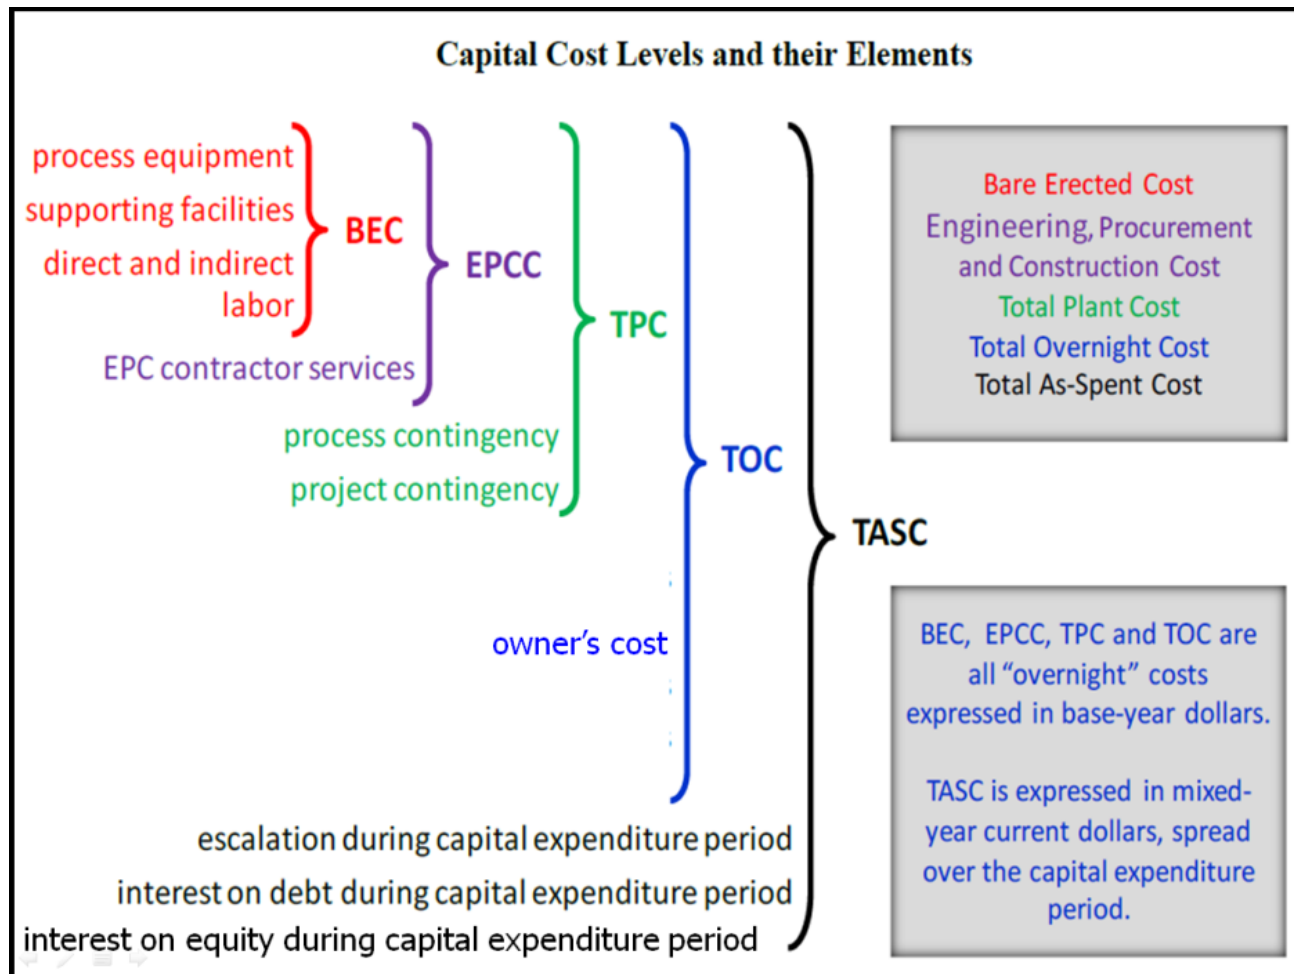 Capital Cost Levels and their Elements
process equipment
supporting facilities
direct and indirect
labor
BEC
EPC contractor services
EPCC
process contingency
project contingency
TPC
owner's cost
TOC
escalation during capital expenditure period
interest on debt during capital expenditure period
interest on equity during capital expenditure period
TASC
Bare Erected Cost
Engineering, Procurement
and Construction Cost
Total Plant Cost
Total Overnight Cost
Total As-Spent Cost
BEC, EPCC, TPC and TOC are
all “overnight” costs
expressed in base-year dollars.
TASC is expressed in mixed-
year current dollars, spread
over the capital expenditure
period.